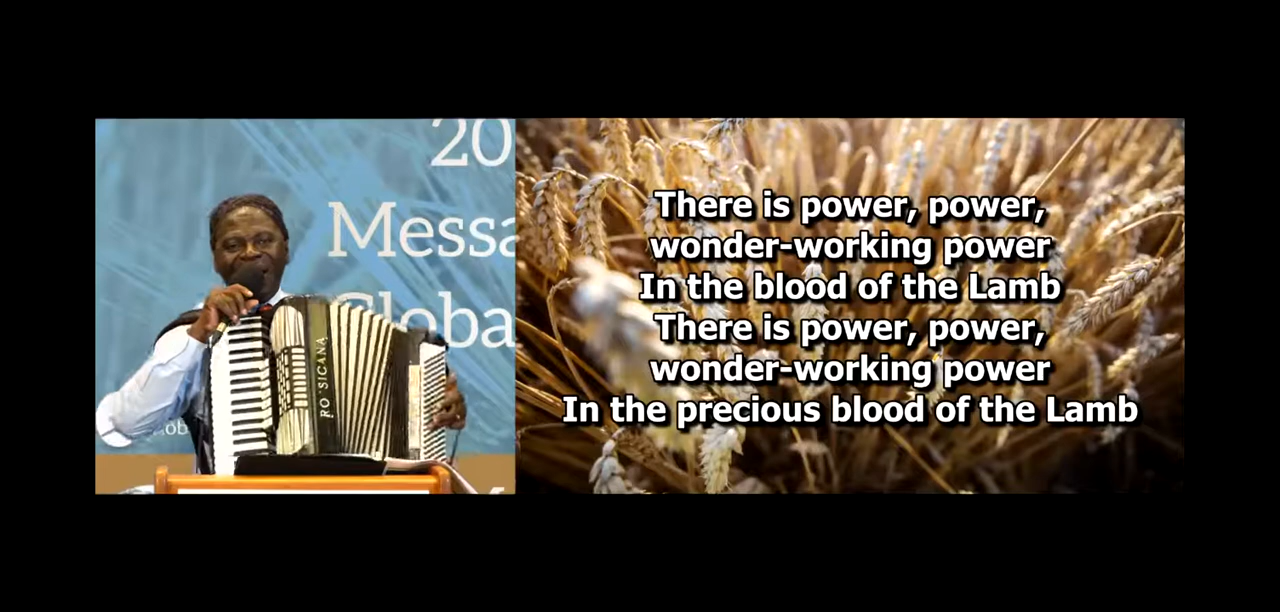 20
Messa
Globa
RO SICANA
lob
There is power, power,
wonder-working power
In the blood of the Lamb
There is power, power,
wonder-working power
In the precious blood of the Lamb